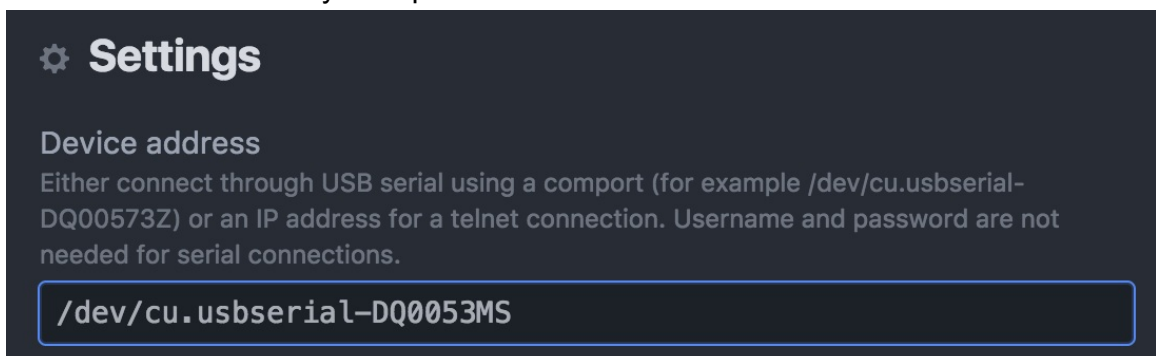 Settings
Device address
Either connect through USB serial using a comport (for example /dev/cu.usbserial-
DQ00573Z) or an IP address for a telnet connection. Username and password are not
needed for serial connections.
/dev/cu.usbserial-DQ0053MS